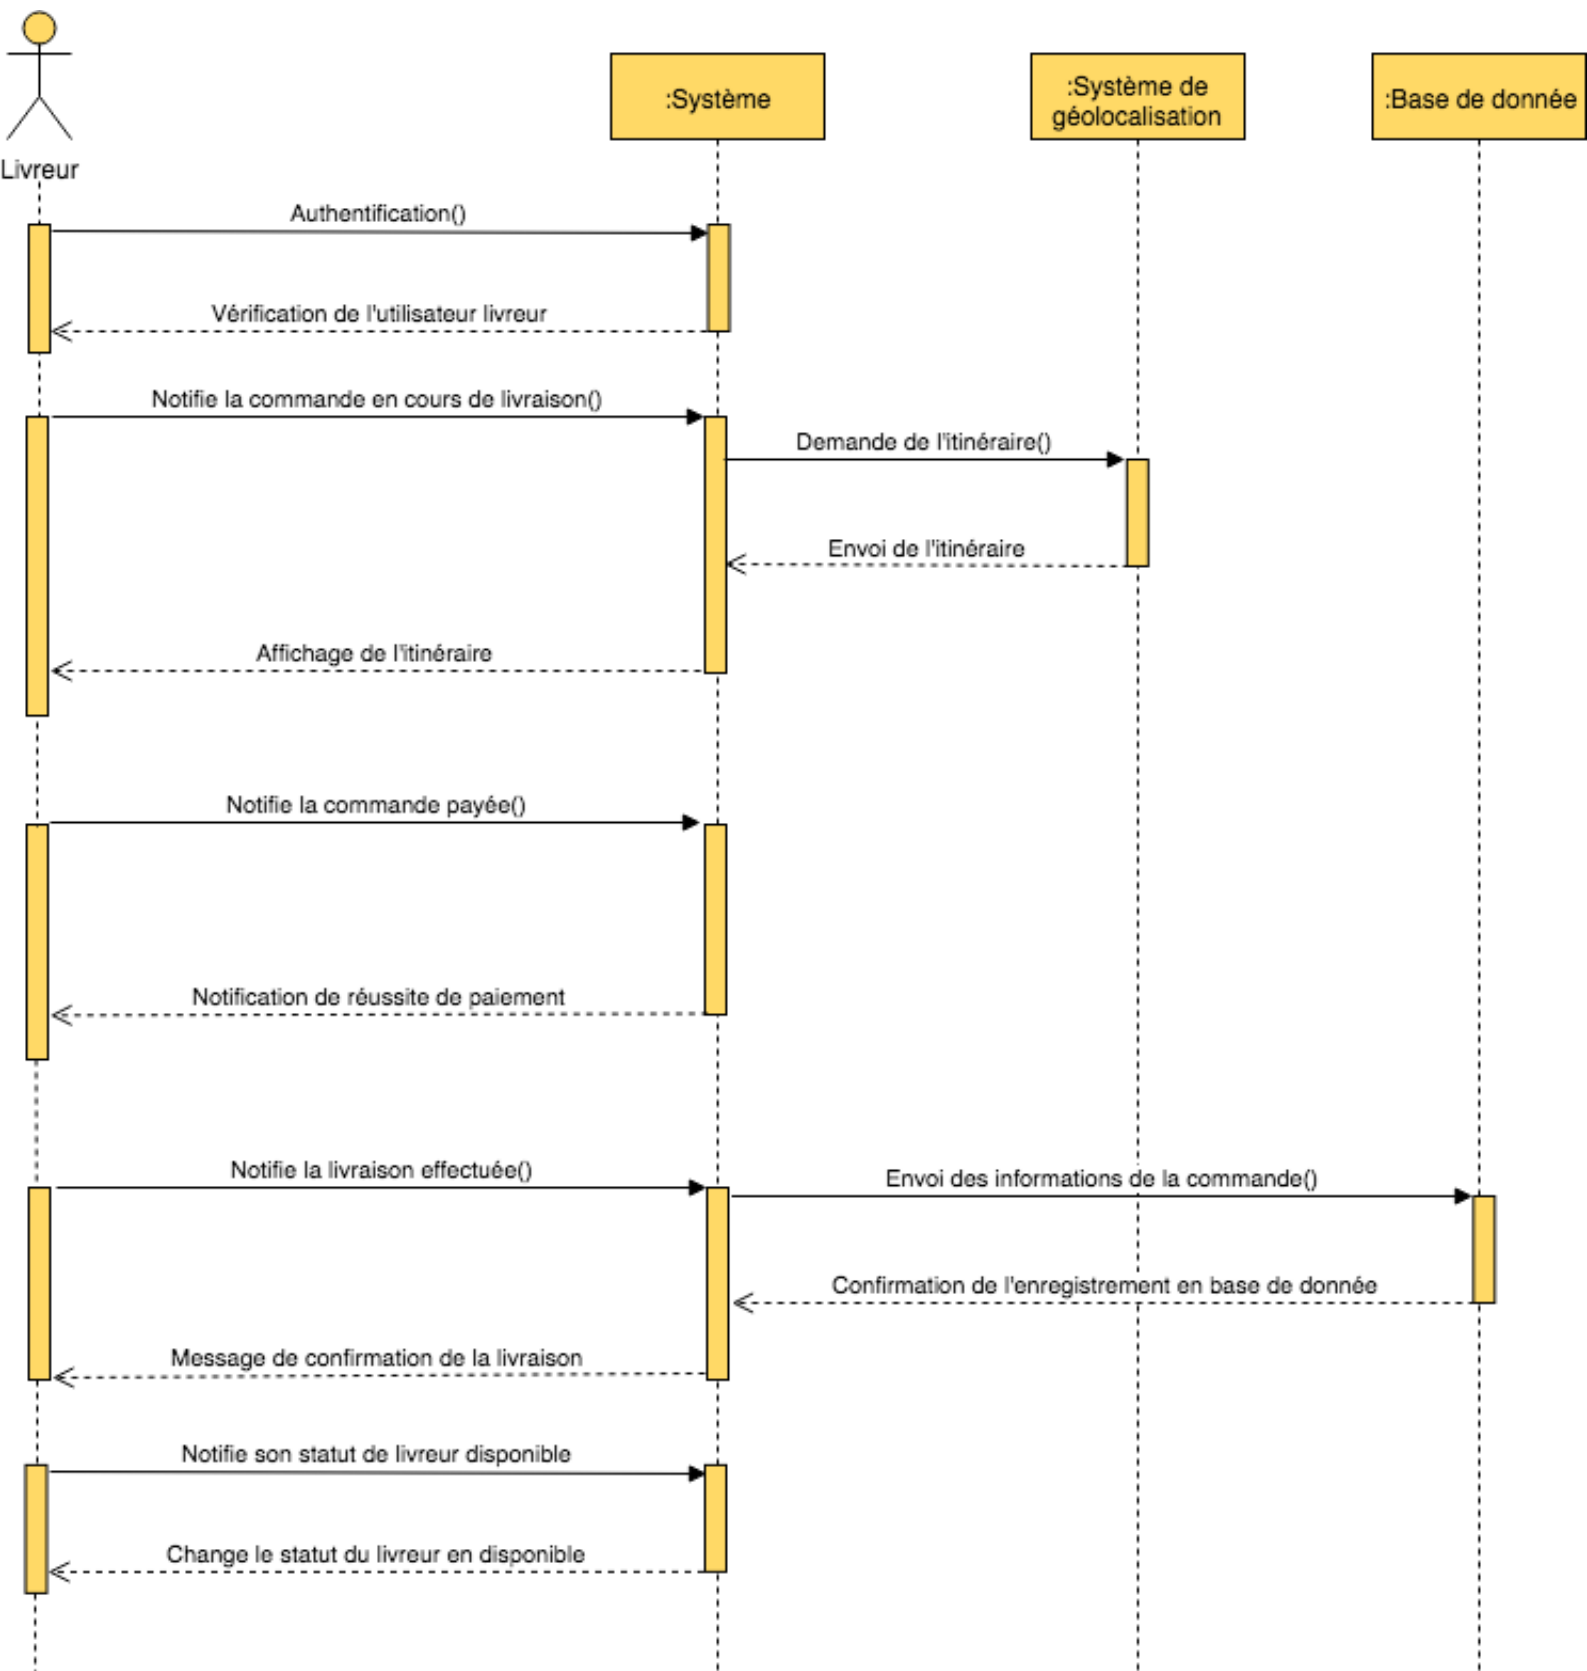 Livreur
:Système
:Système de
géolocalisation
:Base de donnée
Authentification()
Vérification de l'utilisateur livreur
Notifie la commande en cours de livraison()
Demande de l'itinéraire()
Envoi de l'itinéraire
Affichage de l'itinéraire
Notifie la commande payée()
Notification de réussite de paiement
Notifie la livraison effectuée()
Envoi des informations de la commande()
Confirmation de l'enregistrement en base de donnée
Message de confirmation de la livraison
Notifie son statut de livreur disponible
Change le statut du livreur en disponible